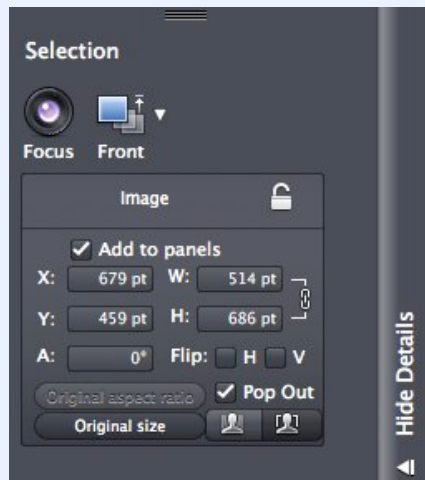 Selection
Focus Front
Image
Add to panels
X: 679 pt W: 514 pt
Y: 459 pt H: 686 pt
A: 0° Flip: H V
Original aspect ratio Pop Out
Original size
Hide Details